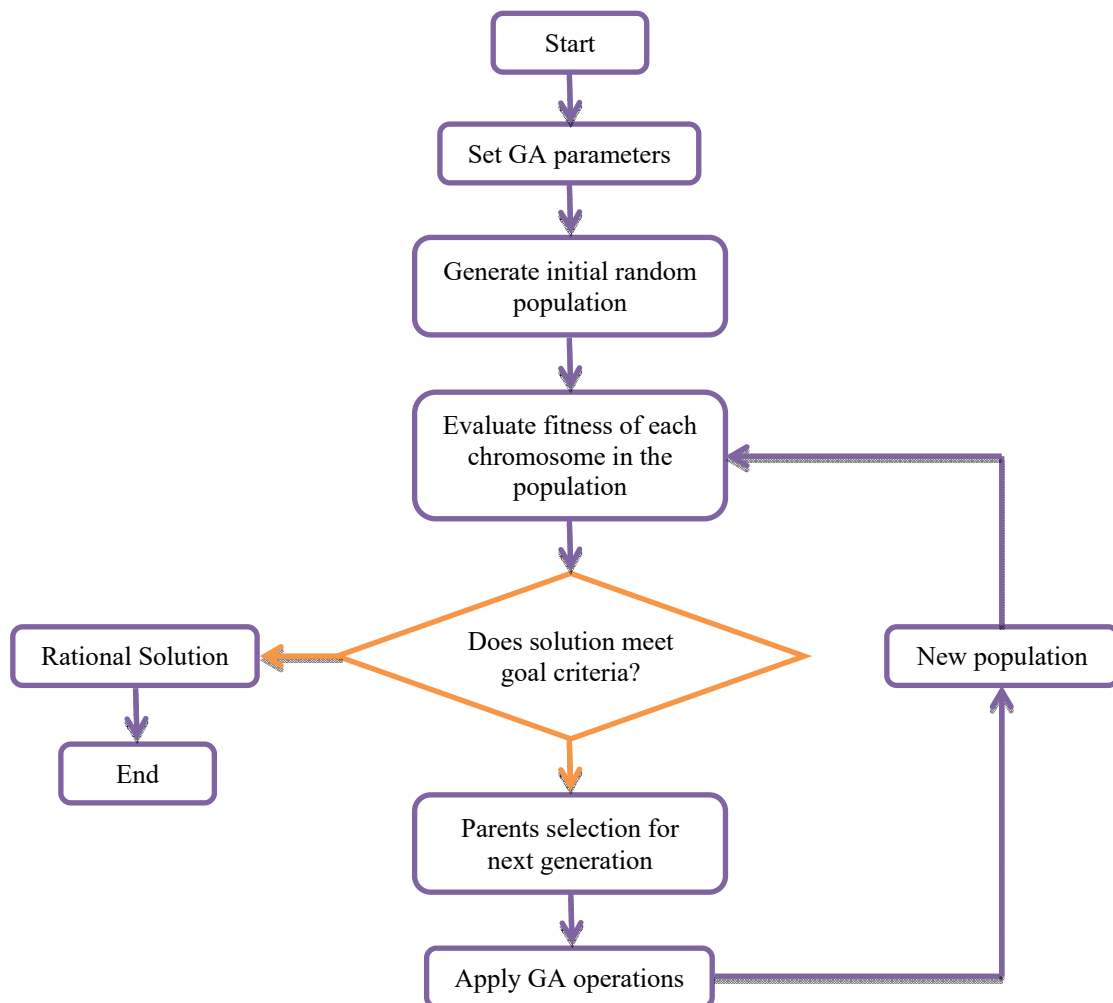 Start
Set GA parameters
Generate initial random
population
Evaluate fitness of each
chromosome in the
population
Does solution meet
goal criteria?
Rational Solution
New population
End
Parents selection for
next generation
Apply GA operations